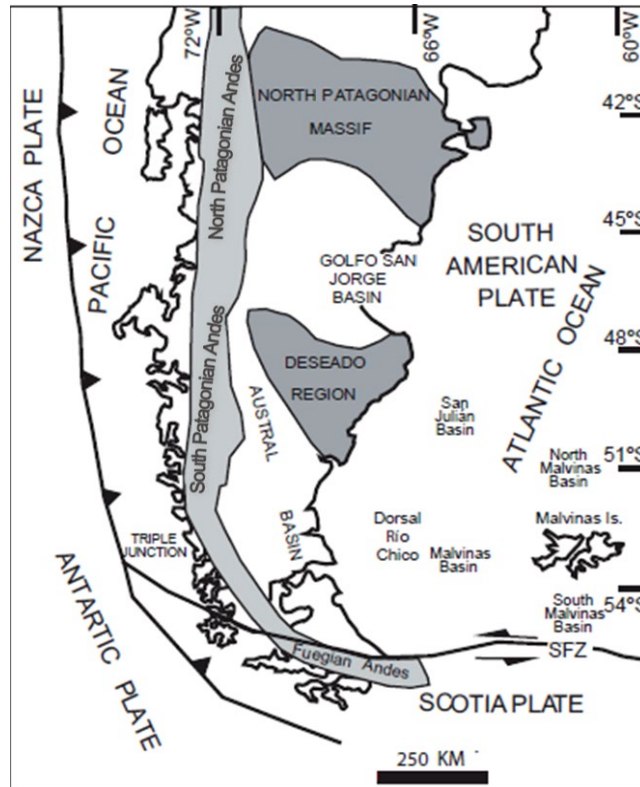 72°W
66°W
60°W
42°S
45°S
48°S
51°S
54°S
NAZCA PLATE
PACIFIC OCEAN
North Patagonian Andes
NORTH PATAGONIAN
MASSIF
SOUTH
AMERICAN
PLATE
GOLFO SAN
JORGE
BASIN
ATLANTIC OCEAN
South Patagonian Andes
DESEADO
REGION
AUSTRAL
BASIN
San
Julian
Basin
North
Malvinas
Basin
TRIPLE
JUNCTION
Dorsal
Río
Chico
Malvinas
Basin
Malvinas Is.
South
Malvinas
Basin
ANTARTIC PLATE
Fuegian Andes
SFZ
SCOTIA PLATE
250 KM